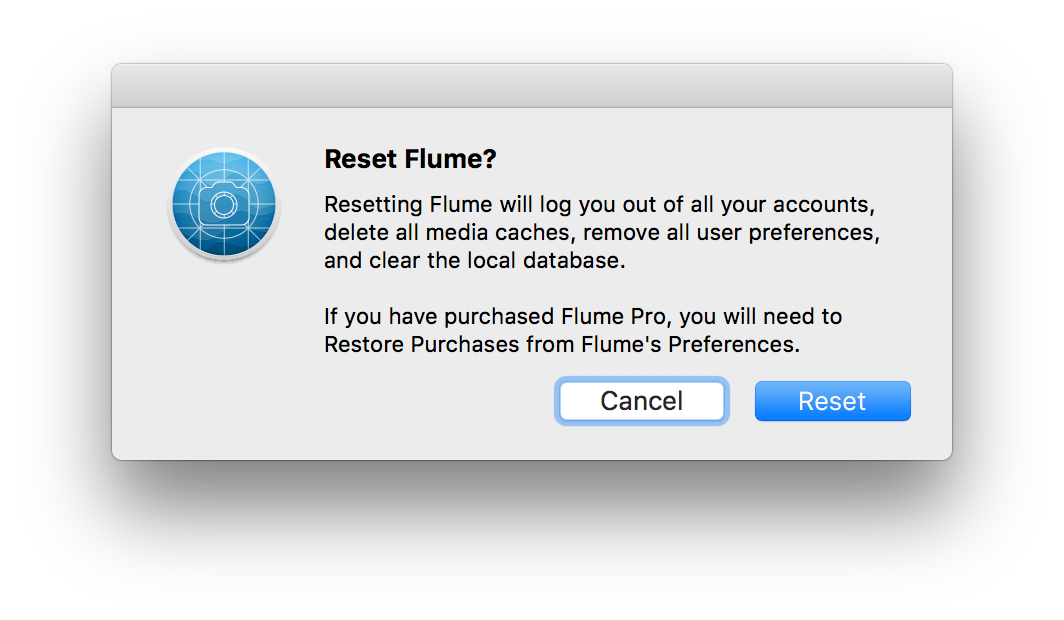 Reset Flume?
Resetting Flume will log you out of all your accounts,
delete all media caches, remove all user preferences,
and clear the local database.
If you have purchased Flume Pro, you will need to
Restore Purchases from Flume's Preferences.
Cancel
Reset